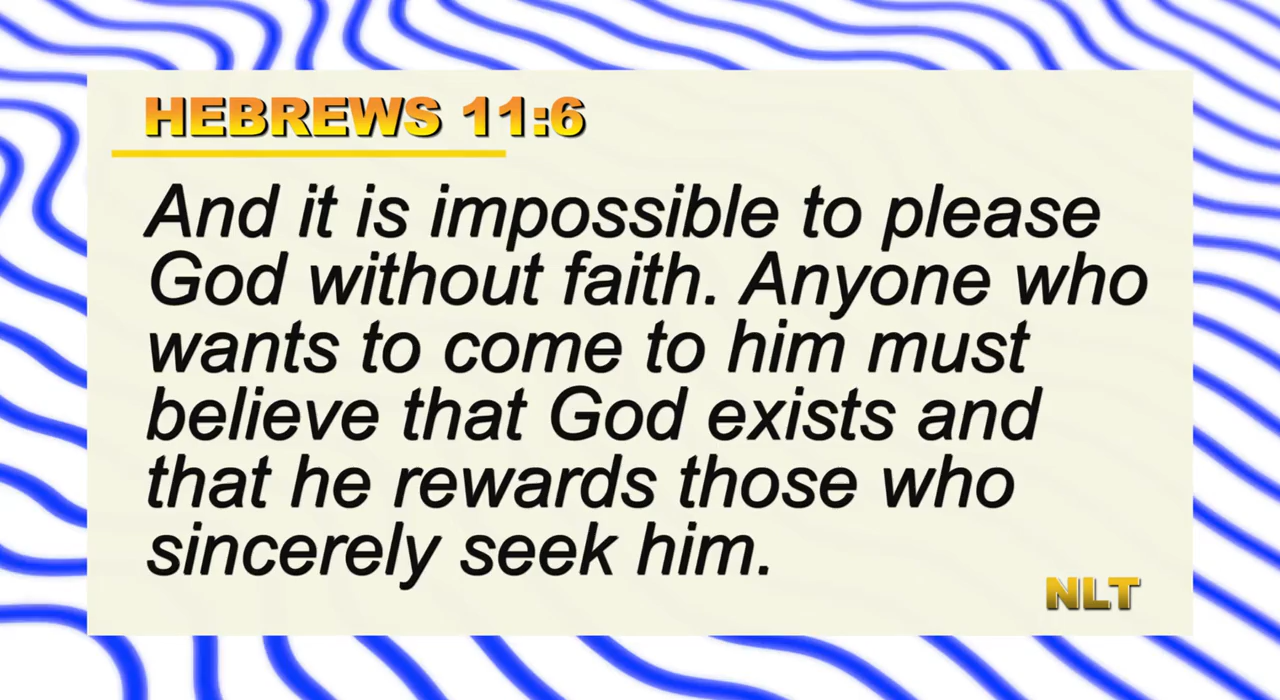 HEBREWS 11:6
And it is impossible to please
God without faith. Anyone who
wants to come to him must
believe that God exists and
that he rewards those who
sincerely seek him.
NLT